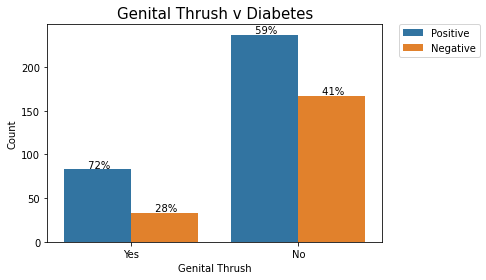 Genital Thrush v Diabetes
Positive
Negative
59%
41%
72%
28%
200
150
100
50
0
Count
Yes
No
Genital Thrush